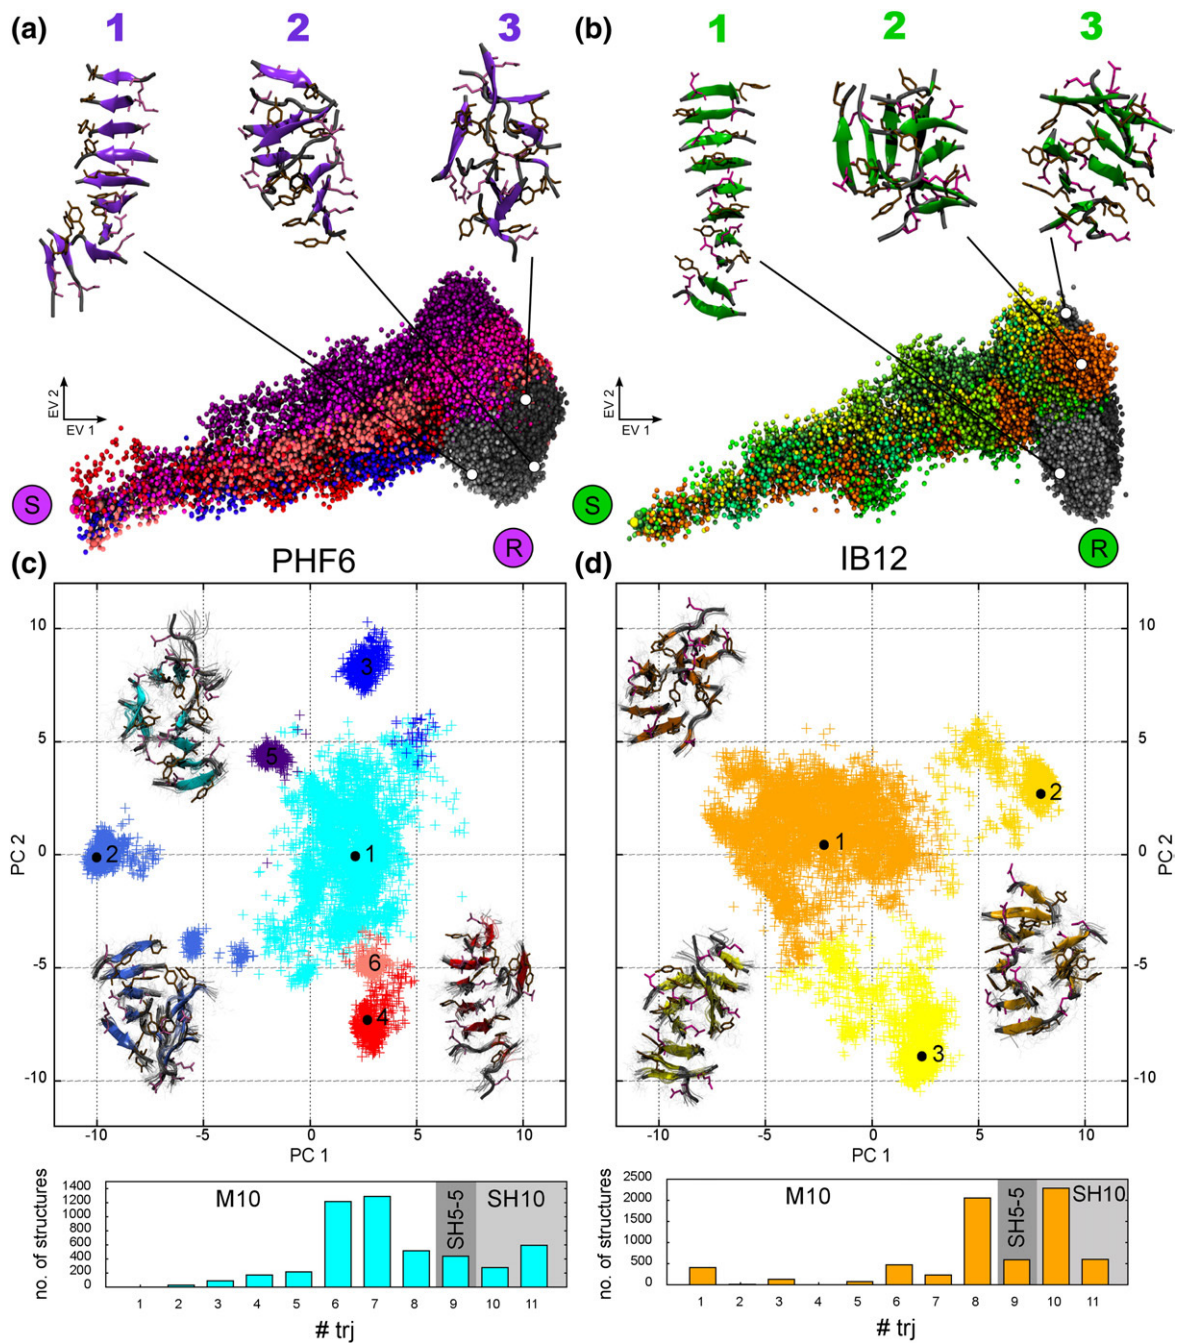 (a) 1 2 3
(b) 1 2 3
EV 2
EV 1
S
R
EV 2
EV 1
S
R
(c) PHF6
(d) IB12
10
5
0
-5
-10
PC 2
3
5
2
1
6
4
-10 -5 0 5 10
PC 1
10
5
0
-5
-10
PC 2
2
1
3
-10 -5 0 5 10
PC 1
no. of structures
1400
1200
1000
800
600
400
200
0
M10
SH5-5
SH10
1 2 3 4 5 6 7 8 9 10 11
# trj
no. of structures
2500
2000
1500
1000
500
0
M10
SH5-5
SH10
1 2 3 4 5 6 7 8 9 10 11
# trj